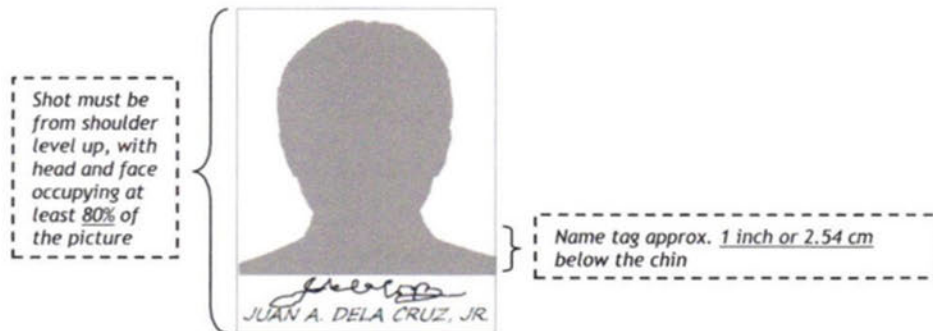 Shot must be
from shoulder
level up, with
head and face
occupying at
least 80% of
the picture
Name tag approx. 1 inch or 2.54 cm
below the chin
JUAN A. DELA CRUZ, JR.